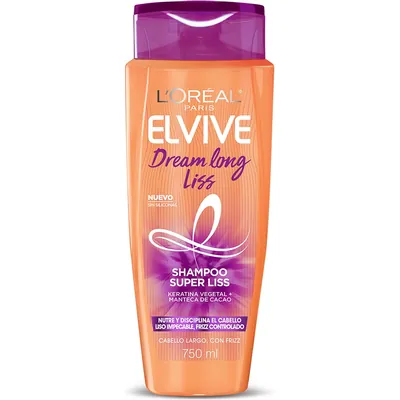 L'ORÉAL
PARIS
ELVIVE
Dream long
Liss
NUEVO
SHAMPOO
SUPER LISS
KERATINA VEGETAL +
MANTECA DE CACAO
NUTRE Y DISCIPLINA EL CABELLO
LISO IMPECABLE, FRIZZ CONTROLADO
CABELLO LARGO, CON FRIZZ
750 ml